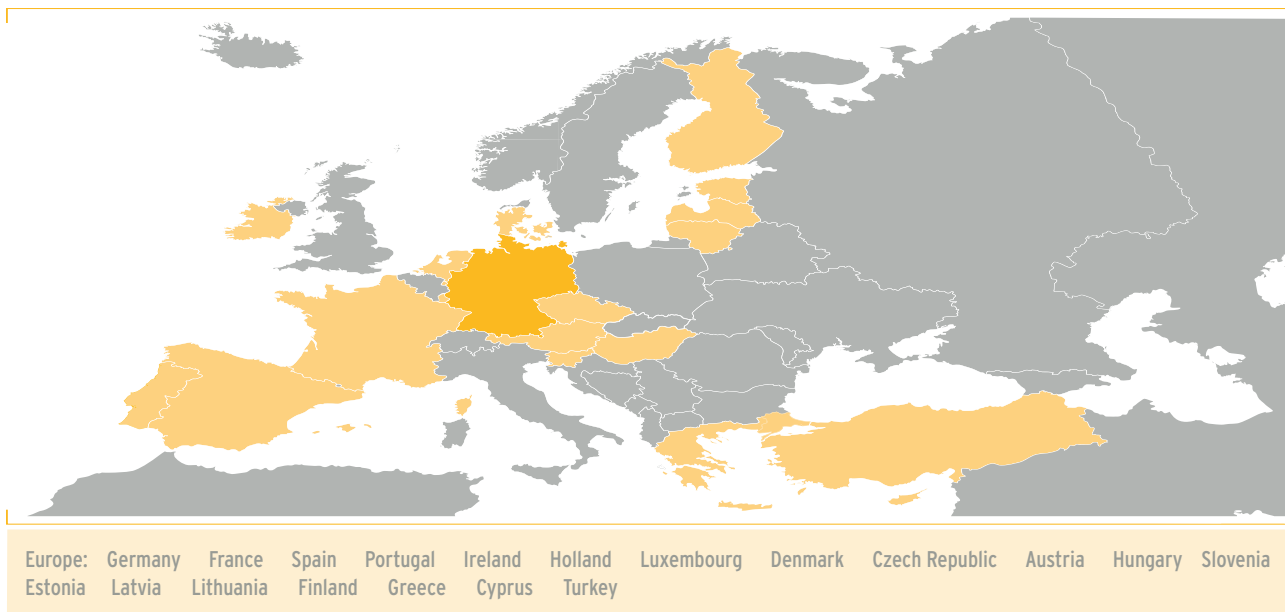 Europe: Germany France Spain Portugal Ireland Holland Luxembourg Denmark Czech Republic Austria Hungary Slovenia
Estonia Latvia Lithuania Finland Greece Cyprus Turkey